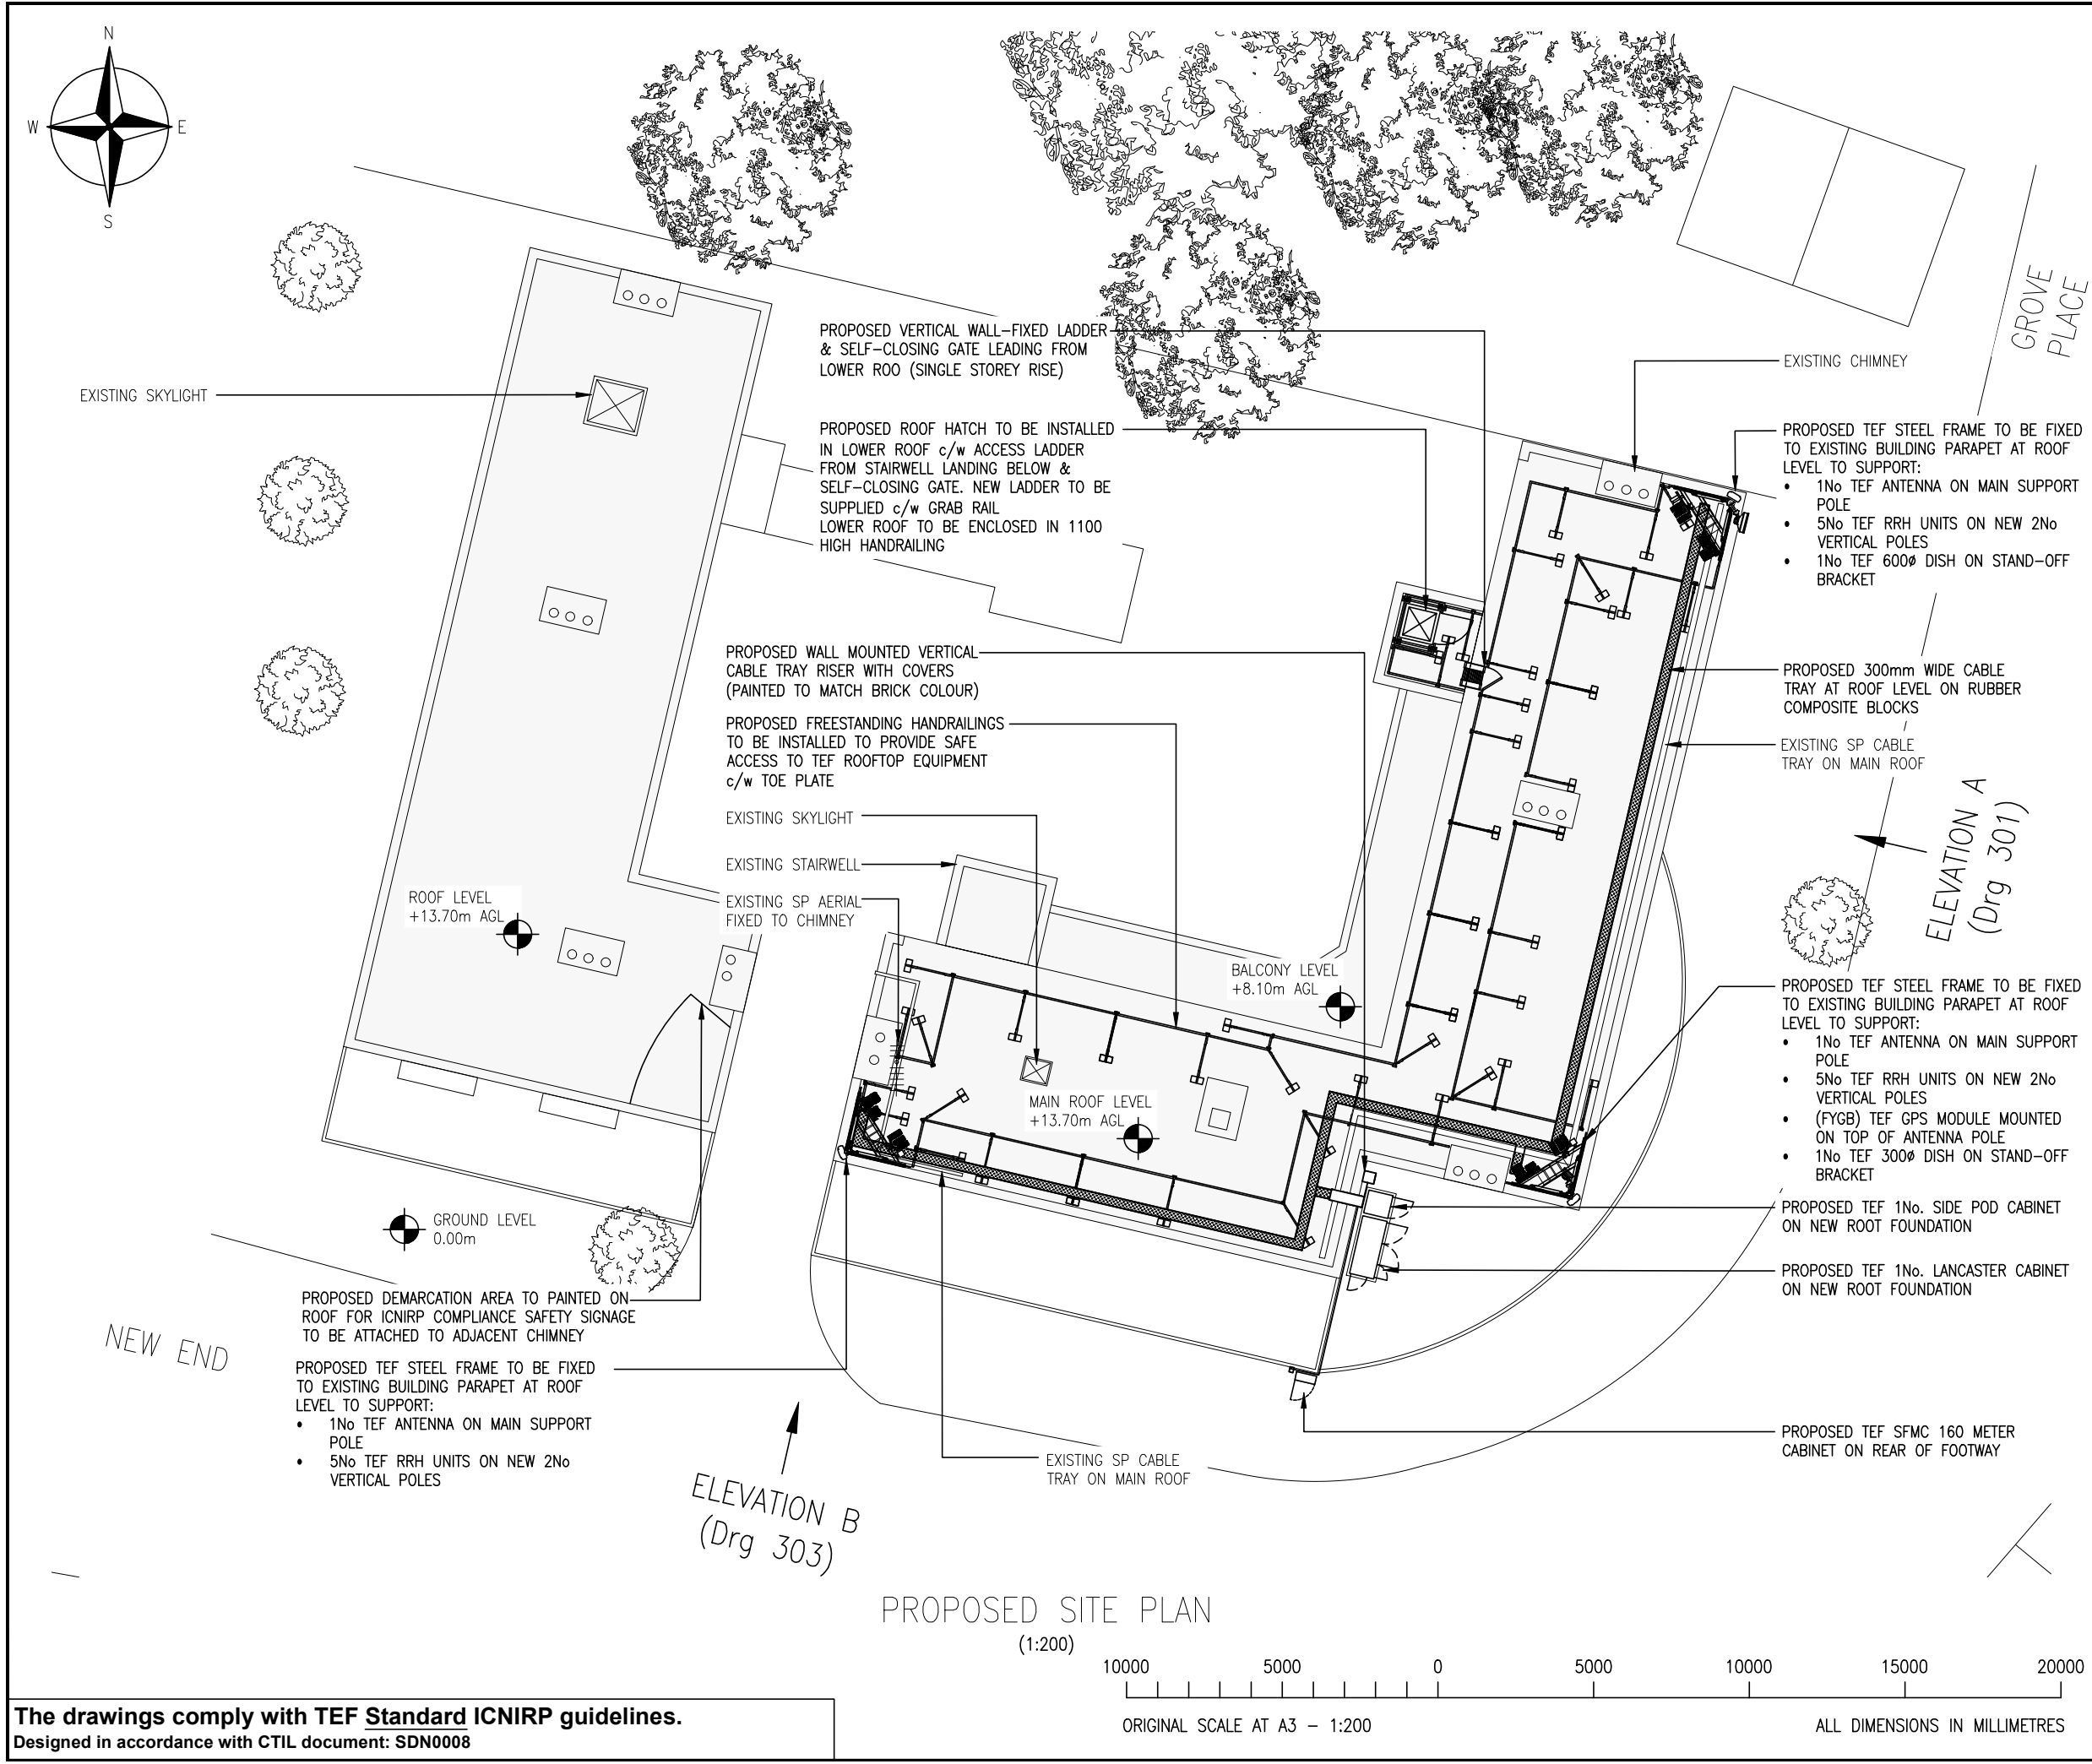 N
W
E
S
GROVE
PLACE
EXISTING SKYLIGHT
PROPOSED VERTICAL WALL-FIXED LADDER
& SELF-CLOSING GATE LEADING FROM
LOWER ROO (SINGLE STOREY RISE)
PROPOSED ROOF HATCH TO BE INSTALLED
IN LOWER ROOF c/w ACCESS LADDER
FROM STAIRWELL LANDING BELOW &
SELF-CLOSING GATE. NEW LADDER TO BE
SUPPLIED c/w GRAB RAIL
LOWER ROOF TO BE ENCLOSED IN 1100
HIGH HANDRAILING
EXISTING CHIMNEY
PROPOSED TEF STEEL FRAME TO BE FIXED
TO EXISTING BUILDING PARAPET AT ROOF
LEVEL TO SUPPORT:
• 1No TEF ANTENNA ON MAIN SUPPORT
POLE
• 5No TEF RRH UNITS ON NEW 2No
VERTICAL POLES
• 1No TEF 600ø DISH ON STAND-OFF
BRACKET
PROPOSED WALL MOUNTED VERTICAL
CABLE TRAY RISER WITH COVERS
(PAINTED TO MATCH BRICK COLOUR)
PROPOSED FREESTANDING HANDRAILINGS
TO BE INSTALLED TO PROVIDE SAFE
ACCESS TO TEF ROOFTOP EQUIPMENT
c/w TOE PLATE
EXISTING SKYLIGHT
EXISTING STAIRWELL
EXISTING SP AERIAL
FIXED TO CHIMNEY
PROPOSED 300mm WIDE CABLE
TRAY AT ROOF LEVEL ON RUBBER
COMPOSITE BLOCKS
EXISTING SP CABLE
TRAY ON MAIN ROOF
ELEVATION A
(Drg 301)
ROOF LEVEL
+13.70m AGL
BALCONY LEVEL
+8.10m AGL
MAIN ROOF LEVEL
+13.70m AGL
PROPOSED TEF STEEL FRAME TO BE FIXED
TO EXISTING BUILDING PARAPET AT ROOF
LEVEL TO SUPPORT:
• 1No TEF ANTENNA ON MAIN SUPPORT
POLE
• 5No TEF RRH UNITS ON NEW 2No
VERTICAL POLES
• (FYGB) TEF GPS MODULE MOUNTED
ON TOP OF ANTENNA POLE
• 1No TEF 300ø DISH ON STAND-OFF
BRACKET
PROPOSED TEF 1No. SIDE POD CABINET
ON NEW ROOT FOUNDATION
PROPOSED TEF 1No. LANCASTER CABINET
ON NEW ROOT FOUNDATION
GROUND LEVEL
0.00m
PROPOSED DEMARCATION AREA TO PAINTED ON
ROOF FOR ICNIRP COMPLIANCE SAFETY SIGNAGE
TO BE ATTACHED TO ADJACENT CHIMNEY
NEW END
PROPOSED TEF STEEL FRAME TO BE FIXED
TO EXISTING BUILDING PARAPET AT ROOF
LEVEL TO SUPPORT:
• 1No TEF ANTENNA ON MAIN SUPPORT
POLE
• 5No TEF RRH UNITS ON NEW 2No
VERTICAL POLES
EXISTING SP CABLE
TRAY ON MAIN ROOF
PROPOSED TEF SFMC 160 METER
CABINET ON REAR OF FOOTWAY
ELEVATION B
(Drg 303)
PROPOSED SITE PLAN
(1:200)
10000 5000 0 5000 10000 15000 20000
ORIGINAL SCALE AT A3 - 1:200
ALL DIMENSIONS IN MILLIMETRES
The drawings comply with TEF Standard ICNIRP guidelines.
Designed in accordance with CTIL document: SDN0008